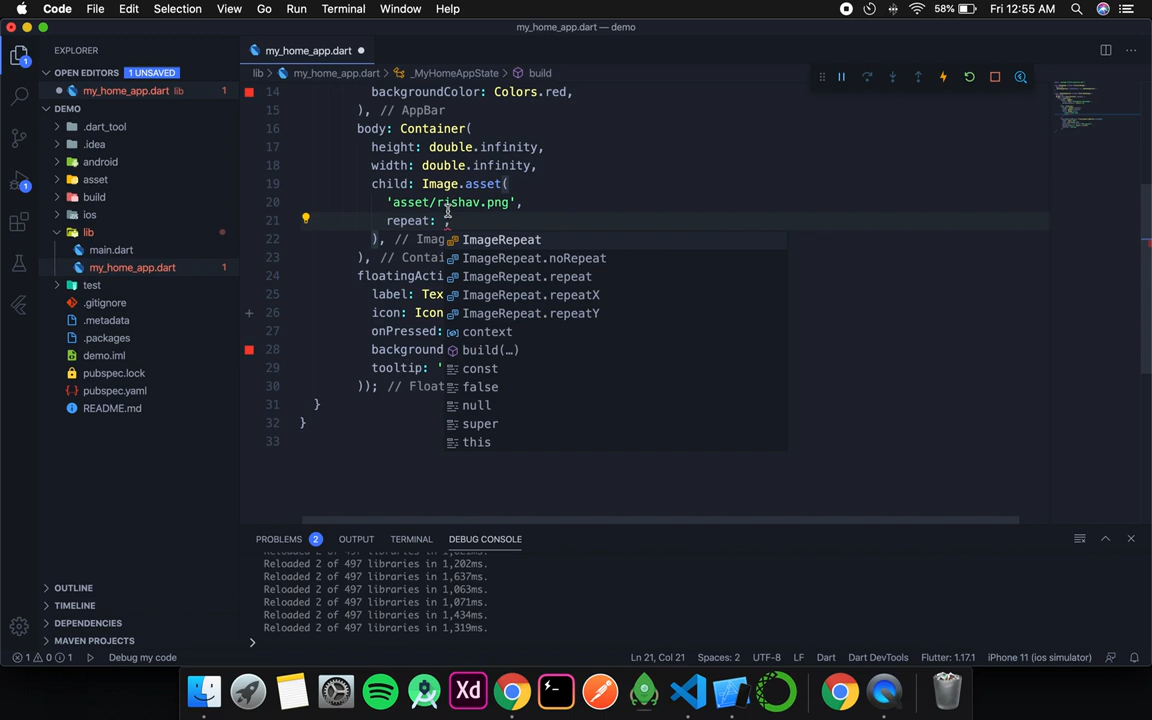 Code File Edit Selection View Go Run Terminal Window Help 58% Fri 12:55 AM
my_home_app.dart — demo
EXPLORER
my_home_app.dart
OPEN EDITORS 1 UNSAVED
lib my_home_app.dart _MyHomeAppState build
my_home_app.dart lib 1
14 backgroundColor: Colors.red,
DEMO
15 ), // AppBar
.dart_tool
16 body: Container(
.idea
17 height: double.infinity,
android
18 width: double.infinity,
asset
19 child: Image.asset(
build
20 'asset/rishav.png',
ios
21 repeat: ,
lib
22 ), // Imag
main.dart
23 ), // Contai
my_home_app.dart 1
24 floatingActi
test
25 label: Tex
.gitignore
26 icon: Icon
.metadata
27 onPressed:
.packages
28 background
demo.iml
29 tooltip: '
pubspec.lock
30 )); // Float
pubspec.yaml
31 }
README.md
32 }
33
ImageRepeat
ImageRepeat.noRepeat
ImageRepeat.repeat
ImageRepeat.repeatX
ImageRepeat.repeatY
context
build(…)
const
false
null
super
this
PROBLEMS 2 OUTPUT TERMINAL DEBUG CONSOLE
Reloaded 2 of 497 libraries in 1,202ms.
Reloaded 2 of 497 libraries in 1,637ms.
Reloaded 2 of 497 libraries in 1,063ms.
Reloaded 2 of 497 libraries in 1,071ms.
Reloaded 2 of 497 libraries in 1,434ms.
Reloaded 2 of 497 libraries in 1,319ms.
OUTLINE
TIMELINE
DEPENDENCIES
MAVEN PROJECTS
1 0 1 Debug my code Ln 21, Col 21 Spaces: 2 UTF-8 LF Dart Dart DevTools Flutter: 1.17.1 iPhone 11 (ios simulator)
Xd